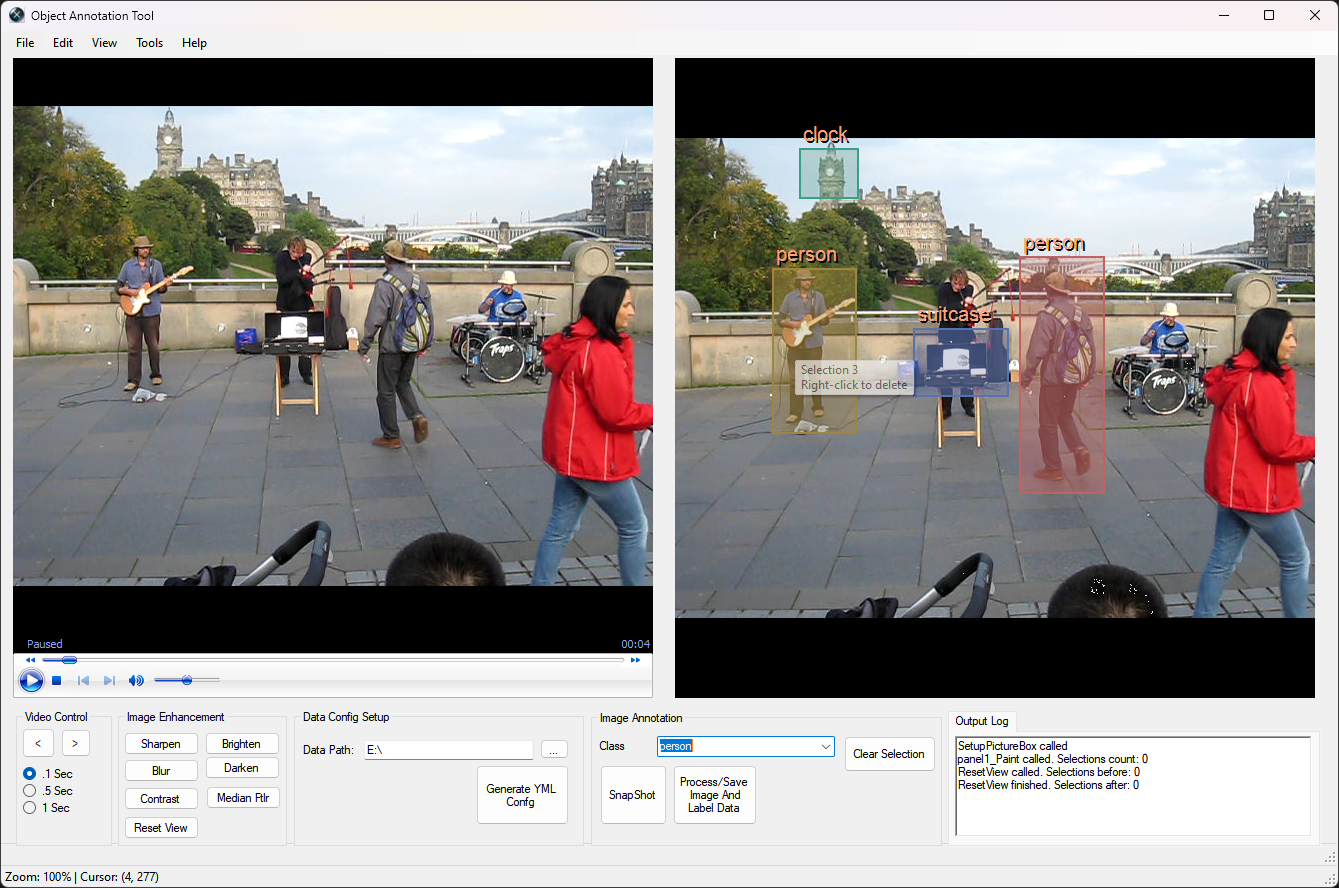 Object Annotation Tool
File Edit View Tools Help
clock
person
person
suitcase
Selection 3
Right-click to delete
Traps
Traps
Paused
00:04
Video Control
<
>
.1 Sec
.5 Sec
1 Sec
Image Enhancement
Sharpen
Brighten
Blur
Darken
Contrast
Median Ftlr
Reset View
Data Config Setup
Data Path:
E:\
...
Generate YML
Confg
Image Annotation
Class
person
Clear Selection
SnapShot
Process/Save
Image And
Label Data
Output Log
SetupPictureBox called
panel1_Paint called. Selections count: 0
ResetView called. Selections before: 0
ResetView finished. Selections after: 0
Zoom: 100% | Cursor: (4, 277)